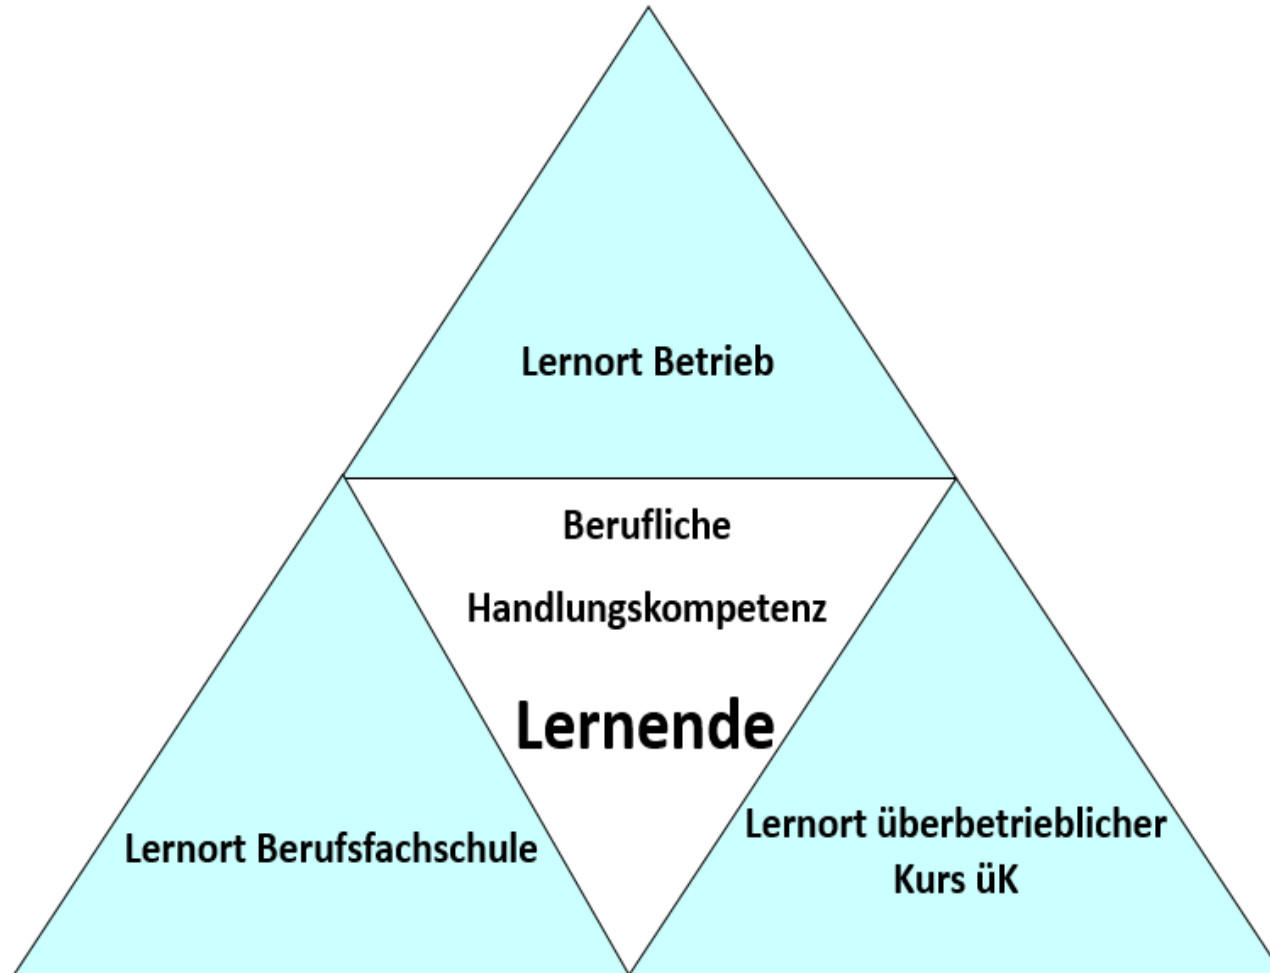 Lernort Betrieb
Berufliche
Handlungskompetenz
Lernende
Lernort Berufsfachschule
Lernort überbetrieblicher
Kurs üK